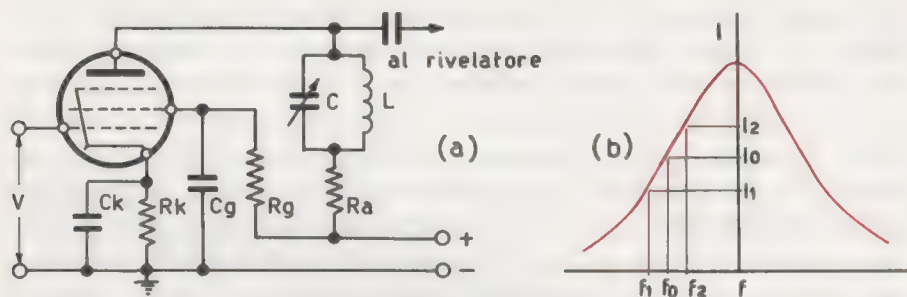 al rivelatore
C
L
(a)
V
Ck
Rk
Cg
Rg
Ra
+
-
(b)
I
I2
I0
I1
f1
f0
f2
f